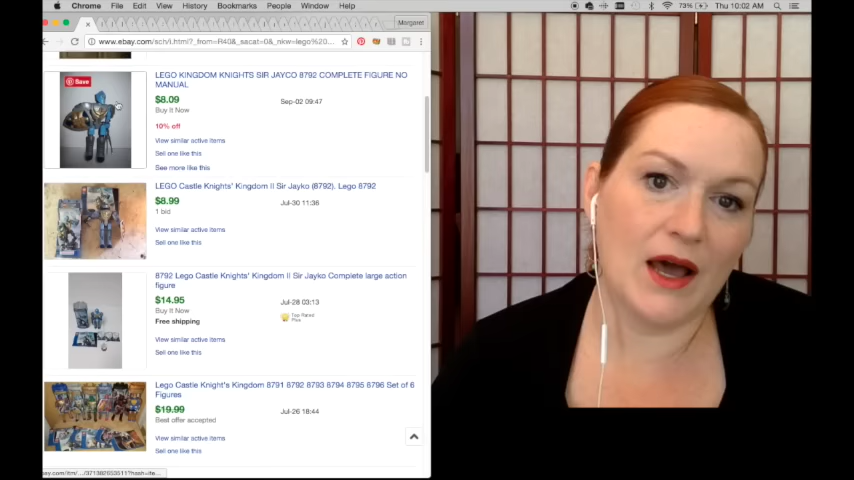 Chrome File Edit View History Bookmarks People Window Help
73% Thu 10:02 AM
Margaret
www.ebay.com/sch/i.html?_from=R40&_sacat=0&_nkw=lego%20...
Save
LEGO KINGDOM KNIGHTS SIR JAYCO 8792 COMPLETE FIGURE NO
MANUAL
$8.09
Sep-02 09:47
Buy It Now
10% off
View similar active items
Sell one like this
See more like this
LEGO Castle Knights' Kingdom II Sir Jayko (8792). Lego 8792
$8.99
Jul-30 11:36
1 bid
View similar active items
Sell one like this
8792 Lego Castle Knights' Kingdom II Sir Jayko Complete large action
figure
$14.95
Jul-28 03:13
Buy It Now
Free shipping
Top Rated
Plus
View similar active items
Sell one like this
Lego Castle Knight's Kingdom 8791 8792 8793 8794 8795 8796 Set of 6
Figures
$19.99
Jul-26 18:44
Best offer accepted
View similar active items
Sell one like this